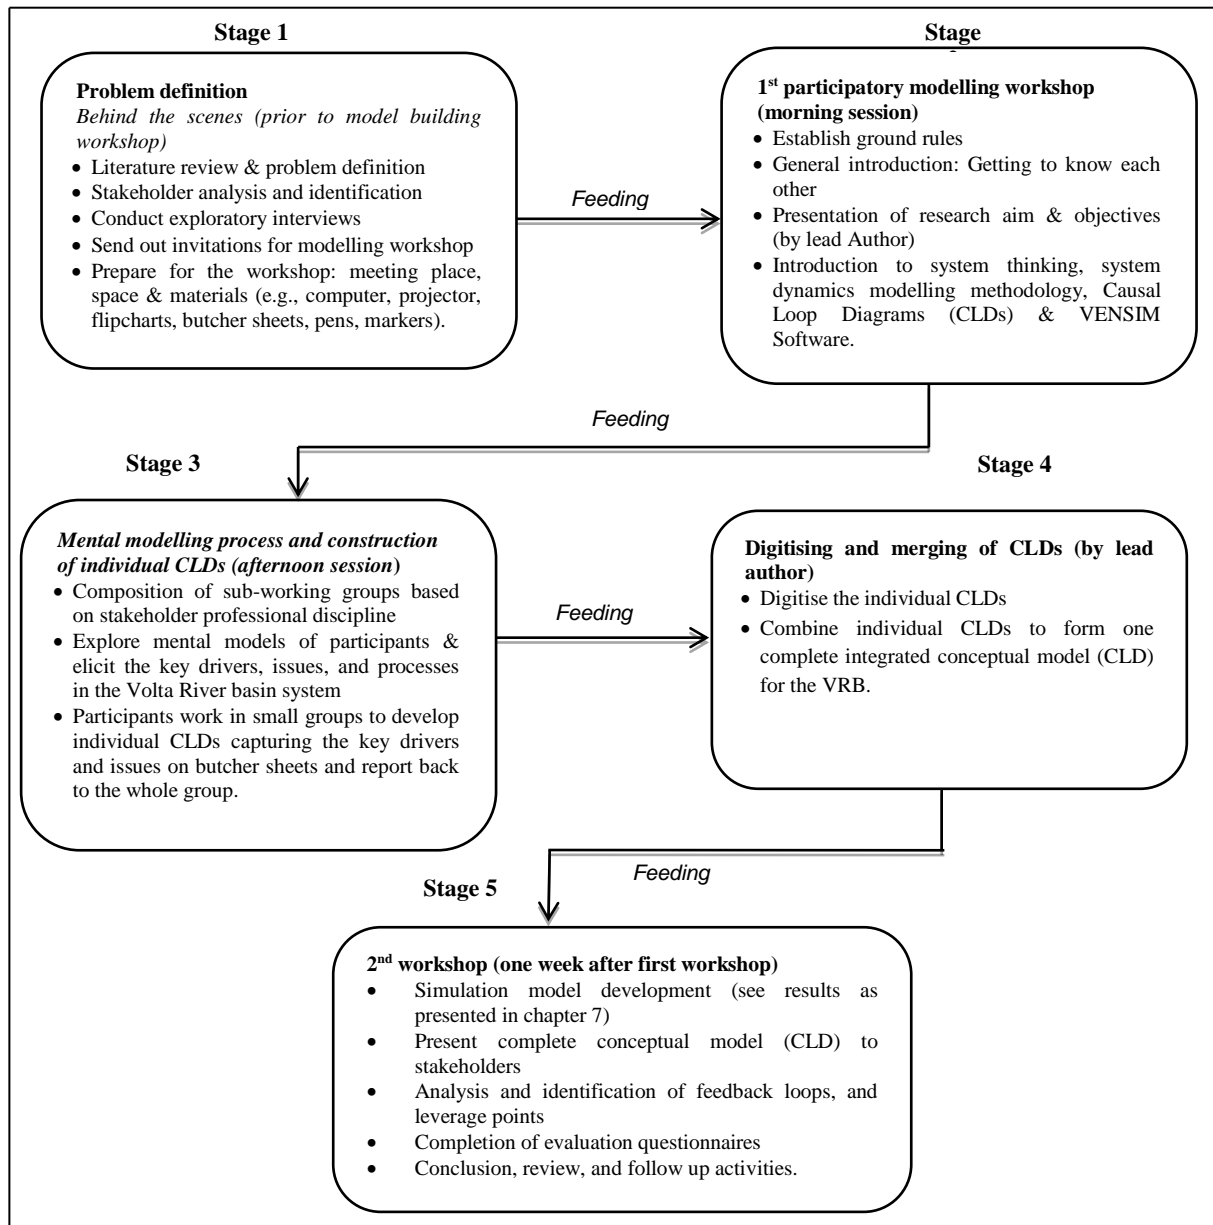 Stage 1
Problem definition
Behind the scenes (prior to model building
workshop)
• Literature review & problem definition
• Stakeholder analysis and identification
• Conduct exploratory interviews
• Send out invitations for modelling workshop
• Prepare for the workshop: meeting place,
space & materials (e.g., computer, projector,
flipcharts, butcher sheets, pens, markers).
Feeding
Stage
1st participatory modelling workshop
(morning session)
• Establish ground rules
• General introduction: Getting to know each
other
• Presentation of research aim & objectives
(by lead Author)
• Introduction to system thinking, system
dynamics modelling methodology, Causal
Loop Diagrams (CLDs) & VENSIM
Software.
Feeding
Stage 3
Mental modelling process and construction
of individual CLDs (afternoon session)
• Composition of sub-working groups based
on stakeholder professional discipline
• Explore mental models of participants &
elicit the key drivers, issues, and processes
in the Volta River basin system
• Participants work in small groups to develop
individual CLDs capturing the key drivers
and issues on butcher sheets and report back
to the whole group.
Feeding
Stage 4
Digitising and merging of CLDs (by lead
author)
• Digitise the individual CLDs
• Combine individual CLDs to form one
complete integrated conceptual model (CLD)
for the VRB.
Feeding
Stage 5
2nd workshop (one week after first workshop)
• Simulation model development (see results as
presented in chapter 7)
• Present complete conceptual model (CLD) to
stakeholders
• Analysis and identification of feedback loops, and
leverage points
• Completion of evaluation questionnaires
• Conclusion, review, and follow up activities.